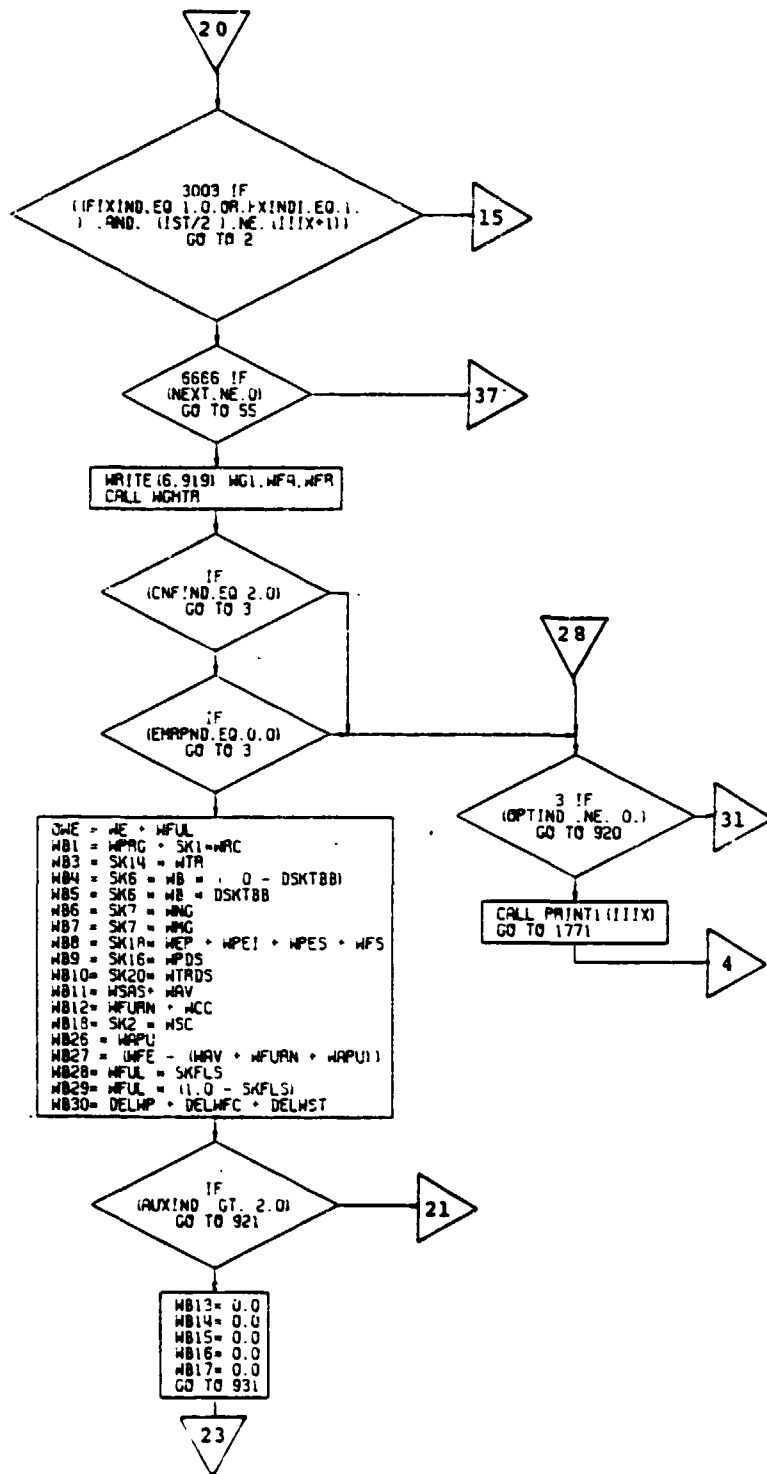 20
3003 IF
((FIXIND.EQ.1.0.OR.FXINDI.EQ.1.
) .AND. (IST/2 ).NE.(IIIX+1))
GO TO 2
15
6666 IF
(NEXT.NE.0)
GO TO 55
37
WRITE(6,919) WG1,WFA,WFR
CALL WGHTR
IF
(CNFIND.EQ 2.0)
GO TO 3
28
IF
(EMRPND.EQ.0.0)
GO TO 3
3 IF
(OPTIND .NE. 0.)
GO TO 920
31
CALL PRINT1(IIIX)
GO TO 1771
4
OWE = WE + WFUL
WB1 = WPRG + SK1*WRC
WB3 = SK14 * WTR
WB4 = SK6 * WB * ( .0 - DSKTBB)
WB5 = SK6 * WB * DSKTBB
WB6 = SK7 * WNG
WB7 = SK7 * WMG
WB8 = SK18* WEP + WPEI + WPES + WFS
WB9 = SK16* WPDS
WB10= SK20* WTRDS
WB11= WSAS+ WAV
WB12= WFURN + WCC
WB18= SK2 * WSC
WB26 = WAPU
WB27 = (WFE - (WAV + WFURN + WAPU))
WB28= WFUL * SKFLS
WB29= WFUL * (1.0 - SKFLS)
WB30= DELWP + DELWFC + DELWST
IF
(AUXIND GT. 2.0)
GO TO 921
21
WB13= 0.0
WB14= 0.0
WB15= 0.0
WB16= 0.0
WB17= 0.0
GO TO 931
23